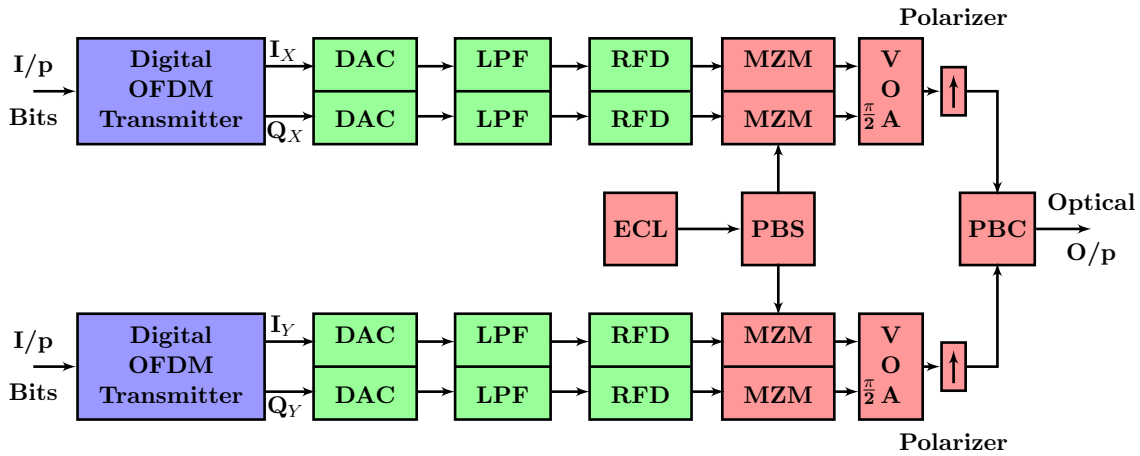 Polarizer
I/p
Bits
Digital
OFDM
Transmitter
I_X
Q_X
DAC
DAC
LPF
LPF
RFD
RFD
MZM
MZM
V
O
π/2 A
ECL
PBS
PBC
Optical
O/p
I/p
Bits
Digital
OFDM
Transmitter
I_Y
Q_Y
DAC
DAC
LPF
LPF
RFD
RFD
MZM
MZM
V
O
π/2 A
Polarizer